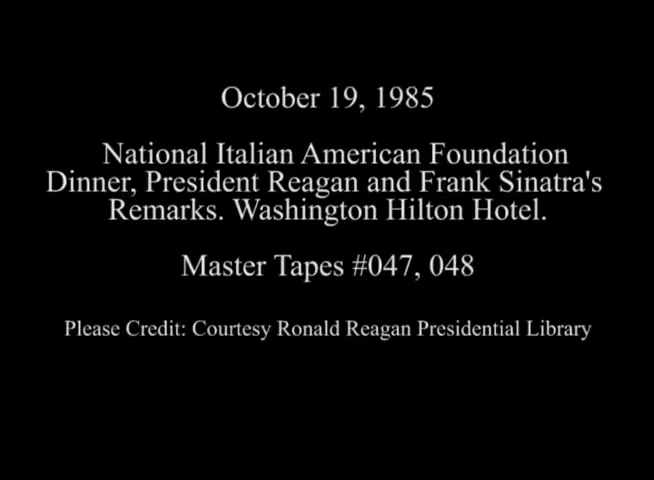 October 19, 1985
National Italian American Foundation
Dinner, President Reagan and Frank Sinatra's
Remarks. Washington Hilton Hotel.
Master Tapes #047, 048
Please Credit: Courtesy Ronald Reagan Presidential Library